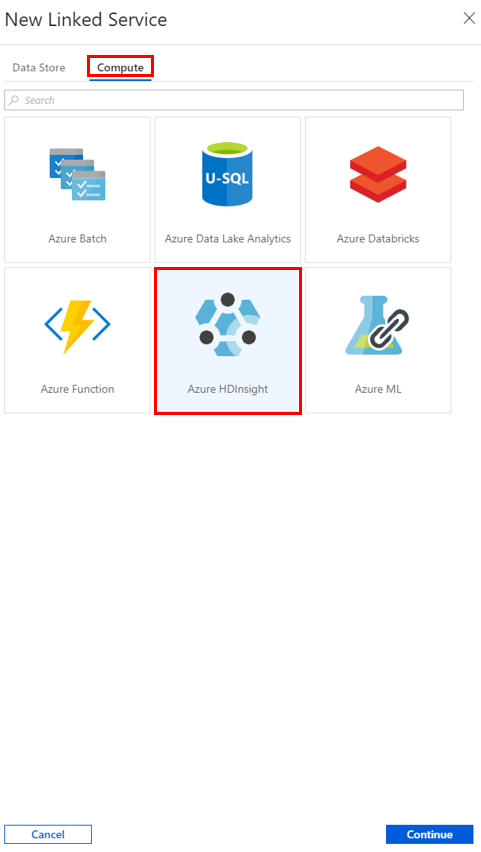 New Linked Service
Data Store
Compute
Search
U-SQL
Azure Batch
Azure Data Lake Analytics
Azure Databricks
Azure Function
Azure HDInsight
Azure ML
Cancel
Continue